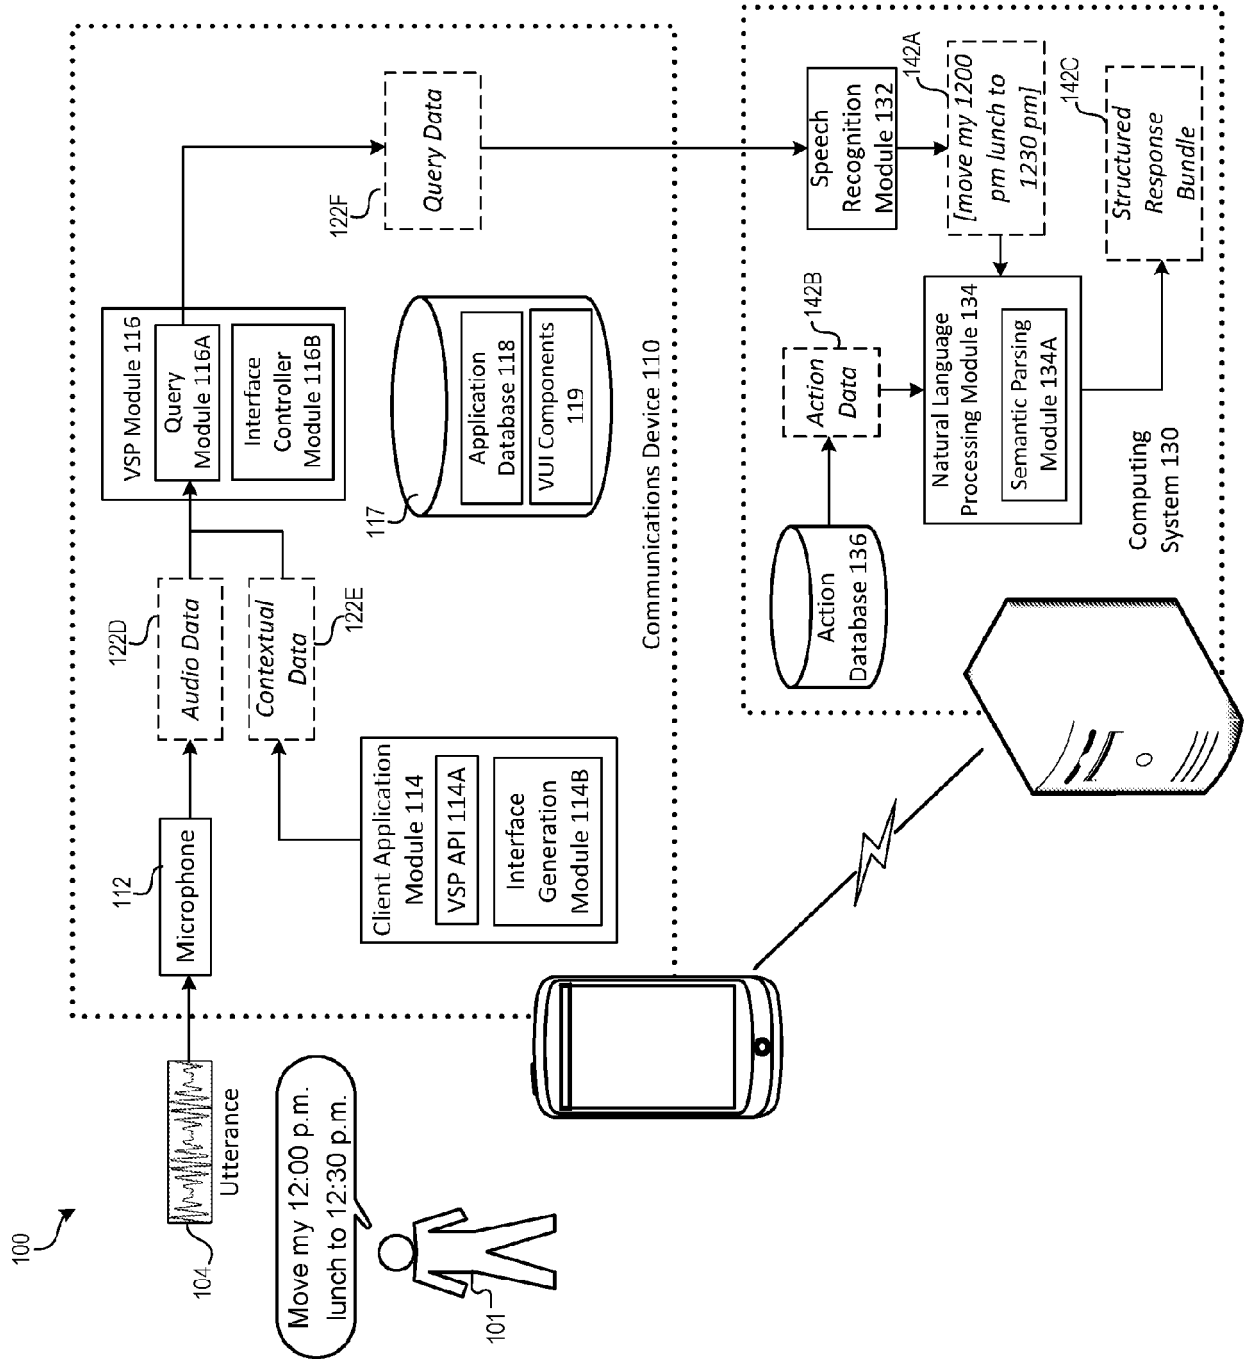 100
104
Utterance
Move my 12:00 p.m.
lunch to 12:30 p.m.
101
112
Microphone
122D
Audio Data
Contextual
Data
122E
Client Application
Module 114
VSP API 114A
Interface
Generation
Module 114B
VSP Module 116
Query
Module 116A
Interface
Controller
Module 116B
117
Application
Database 118
VUI Components
119
122F
Query Data
Communications Device 110
Speech
Recognition
Module 132
142A
[move my 1200
pm lunch to
1230 pm]
Action
Database 136
142B
Action
Data
Natural Language
Processing Module 134
Semantic Parsing
Module 134A
142C
Structured
Response
Bundle
Computing
System 130